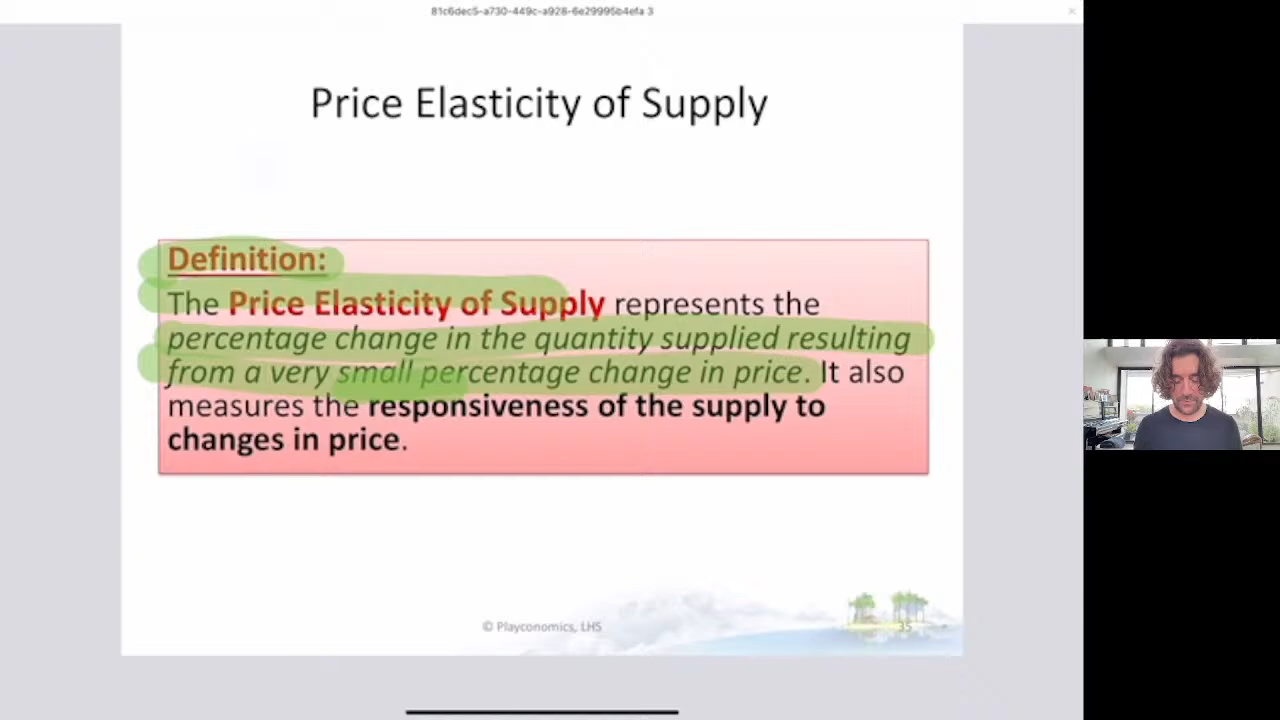 81c6dec5-a730-449c-a928-6e29995b4efa 3
Price Elasticity of Supply
Definition:
The Price Elasticity of Supply represents the
percentage change in the quantity supplied resulting
from a very small percentage change in price. It also
measures the responsiveness of the supply to
changes in price.
© Playconomics, LHS
35